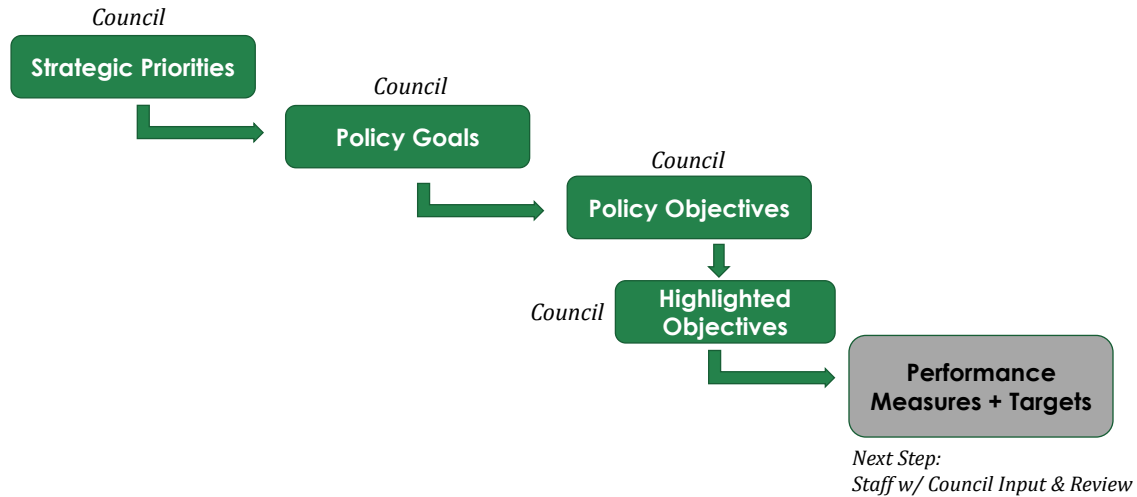 Council
Strategic Priorities
Council
Policy Goals
Council
Policy Objectives
Council
Highlighted
Objectives
Performance
Measures + Targets
Next Step:
Staff w/ Council Input & Review